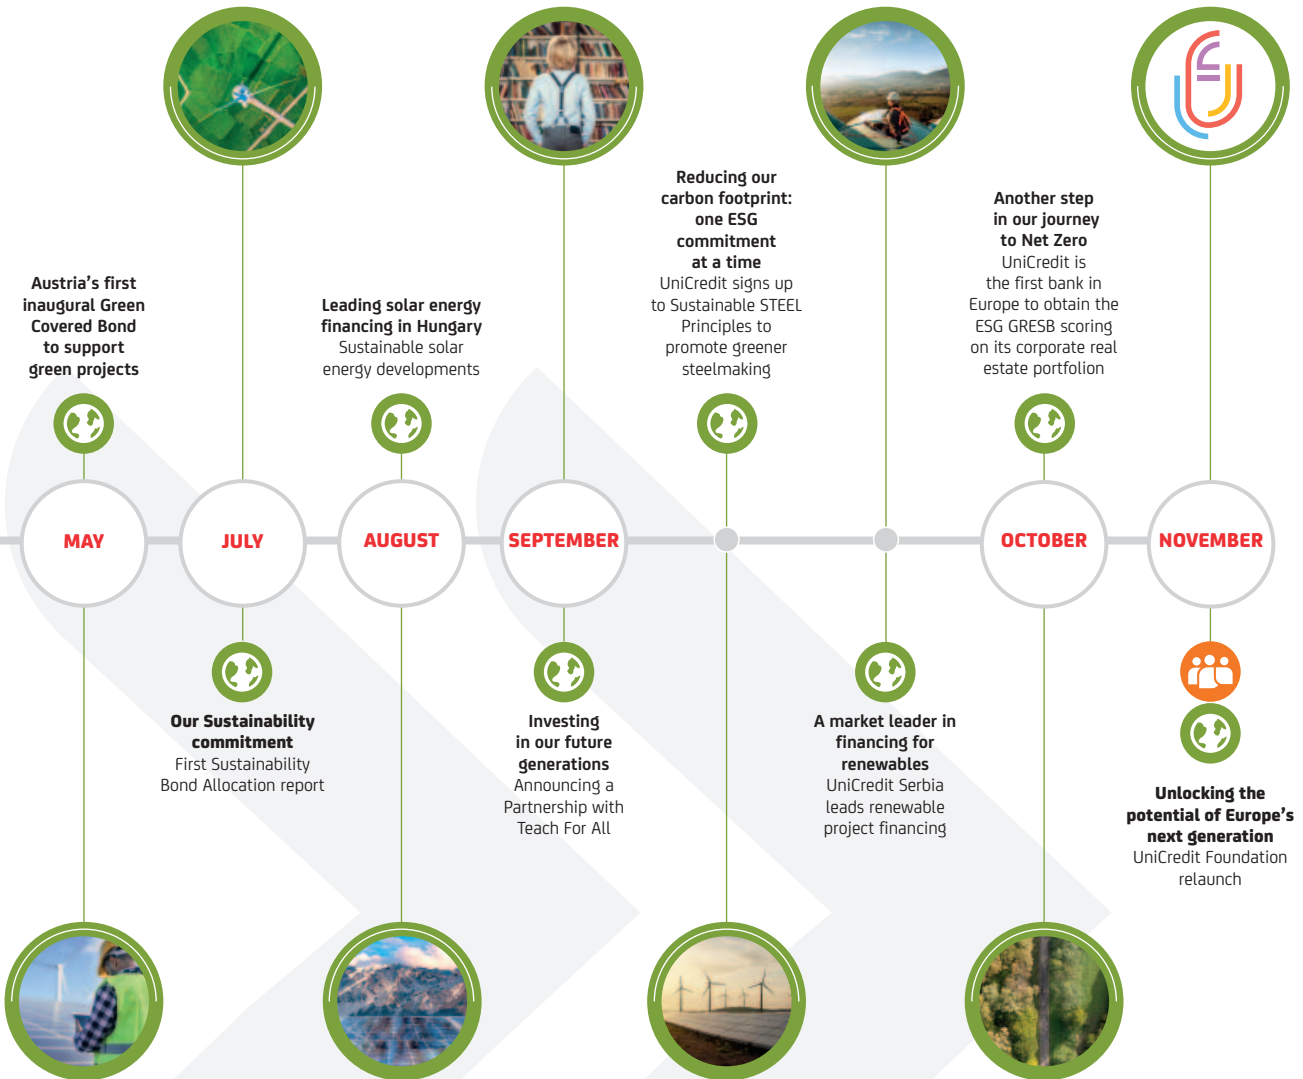 Austria's first
inaugural Green
Covered Bond
to support
green projects
MAY
JULY
Our Sustainability
commitment
First Sustainability
Bond Allocation report
Leading solar energy
financing in Hungary
Sustainable solar
energy developments
AUGUST
SEPTEMBER
Investing
in our future
generations
Announcing a
Partnership with
Teach For All
Reducing our
carbon footprint:
one ESG
commitment
at a time
UniCredit signs up
to Sustainable STEEL
Principles to
promote greener
steelmaking
A market leader in
financing for
renewables
UniCredit Serbia
leads renewable
project financing
Another step
in our journey
to Net Zero
UniCredit is
the first bank in
Europe to obtain the
ESG GRESB scoring
on its corporate real
estate portfolion
OCTOBER
NOVEMBER
Unlocking the
potential of Europe's
next generation
UniCredit Foundation
relaunch